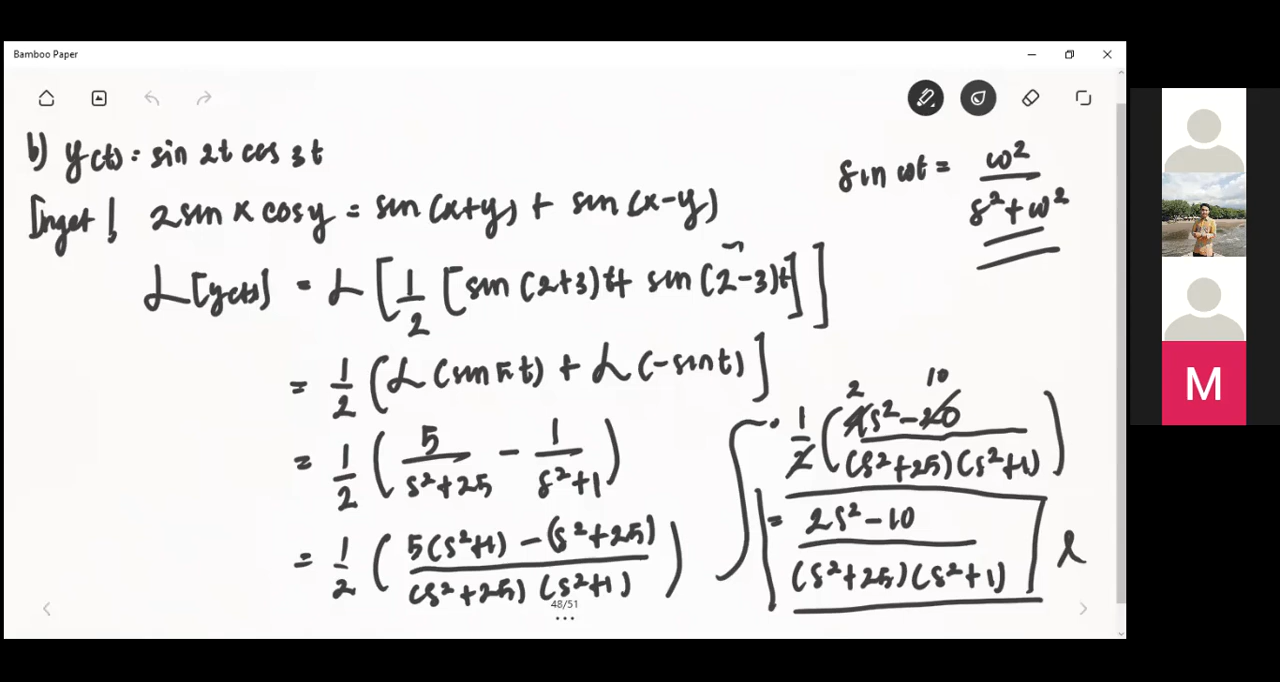 Bamboo Paper
b) y(t) = sin 2t cos 3t
sin ωt = ω² / s²+ω²
Inget! 2 sin x cos y = sin (x+y) + sin (x-y)
L[y(t)] = L [1/2 [sin (2+3)t + sin (2-3)t]]
= 1/2 (L(sin 5t) + L(-sin t)]
= 1/2 (5 / s²+25 - 1 / s²+1)
= 1/2 (5(s²+1) - (s²+25) / (s²+25) (s²+1))
2 10
1/2 (4s² - 20 / (s²+25)(s²+1))
= 2s² - 10 / (s²+25)(s²+1)
48/51
M